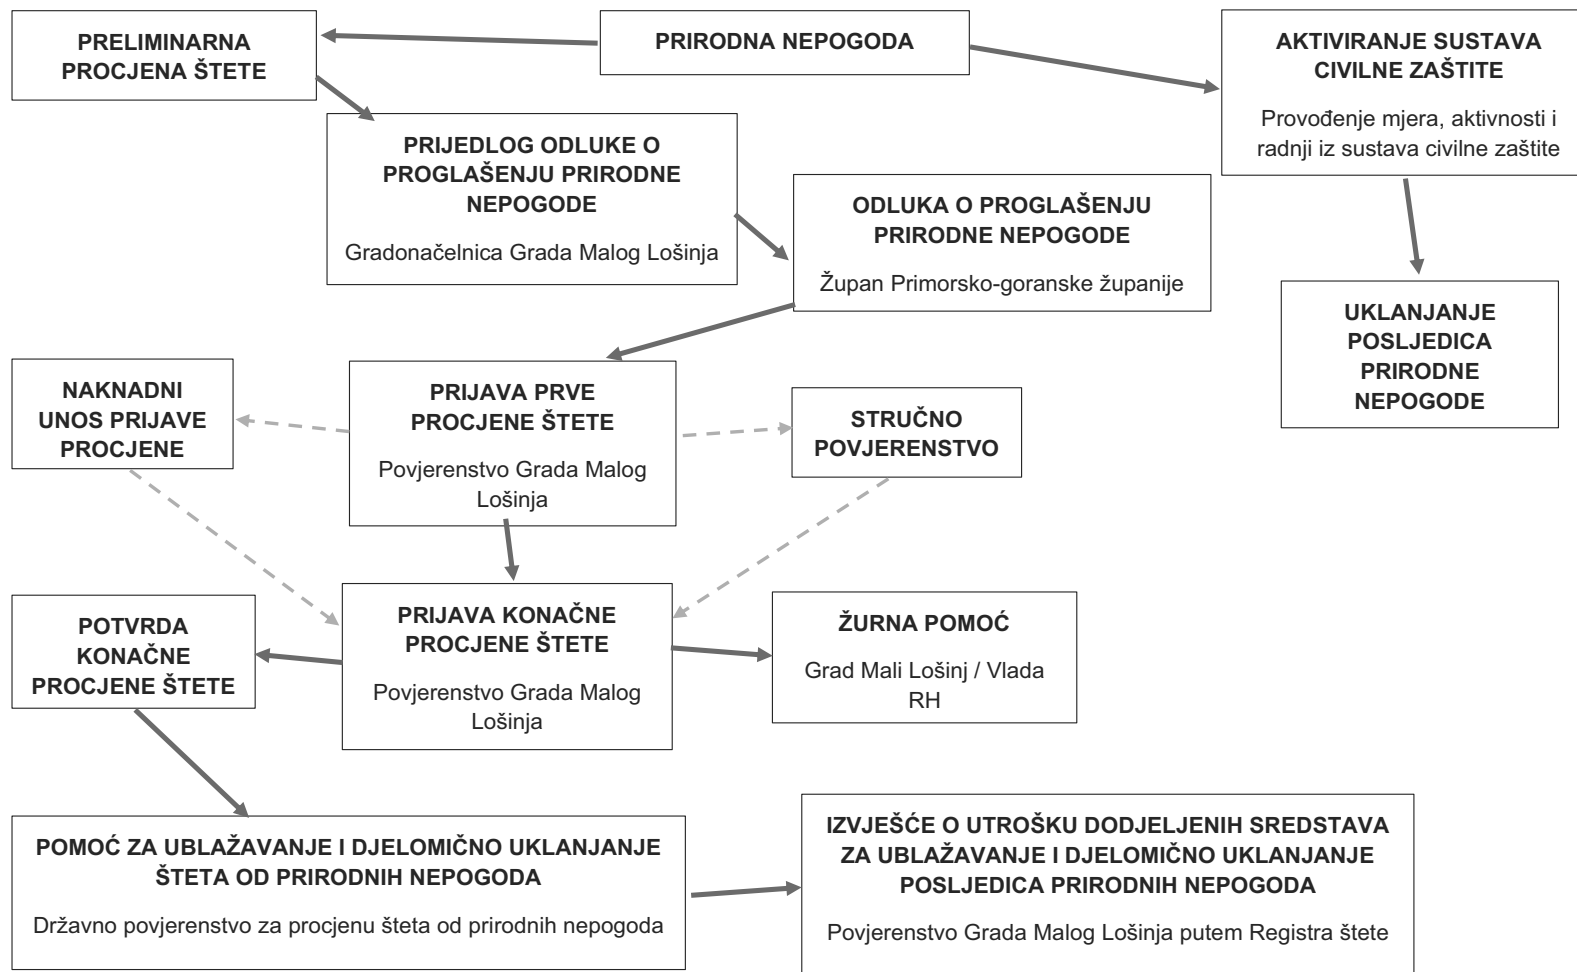 PRELIMINARNA
PROCJENA ŠTETE
PRIRODNA NEPOGODA
AKTIVIRANJE SUSTAVA
CIVILNE ZAŠTITE
Provođenje mjera, aktivnosti i
radnji iz sustava civilne zaštite
PRIJEDLOG ODLUKE O
PROGLAŠENJU PRIRODNE
NEPOGODE
Gradonačelnica Grada Malog Lošinja
ODLUKA O PROGLAŠENJU
PRIRODNE NEPOGODE
Župan Primorsko-goranske županije
UKLANJANJE
POSLJEDICA
PRIRODNE
NEPOGODE
NAKNADNI
UNOS PRIJAVE
PROCJENE
PRIJAVA PRVE
PROCJENE ŠTETE
Povjerenstvo Grada Malog
Lošinja
STRUČNO
POVJERENSTVO
POTVRDA
KONAČNE
PROCJENE ŠTETE
PRIJAVA KONAČNE
PROCJENE ŠTETE
Povjerenstvo Grada Malog
Lošinja
ŽURNA POMOĆ
Grad Mali Lošinj / Vlada
RH
POMOĆ ZA UBLAŽAVANJE I DJELOMIČNO UKLANJANJE
ŠTETA OD PRIRODNIH NEPOGODA
Državno povjerenstvo za procjenu šteta od prirodnih nepogoda
IZVJEŠĆE O UTROŠKU DODJELJENIH SREDSTAVA
ZA UBLAŽAVANJE I DJELOMIČNO UKLANJANJE
POSLJEDICA PRIRODNIH NEPOGODA
Povjerenstvo Grada Malog Lošinja putem Registra štete